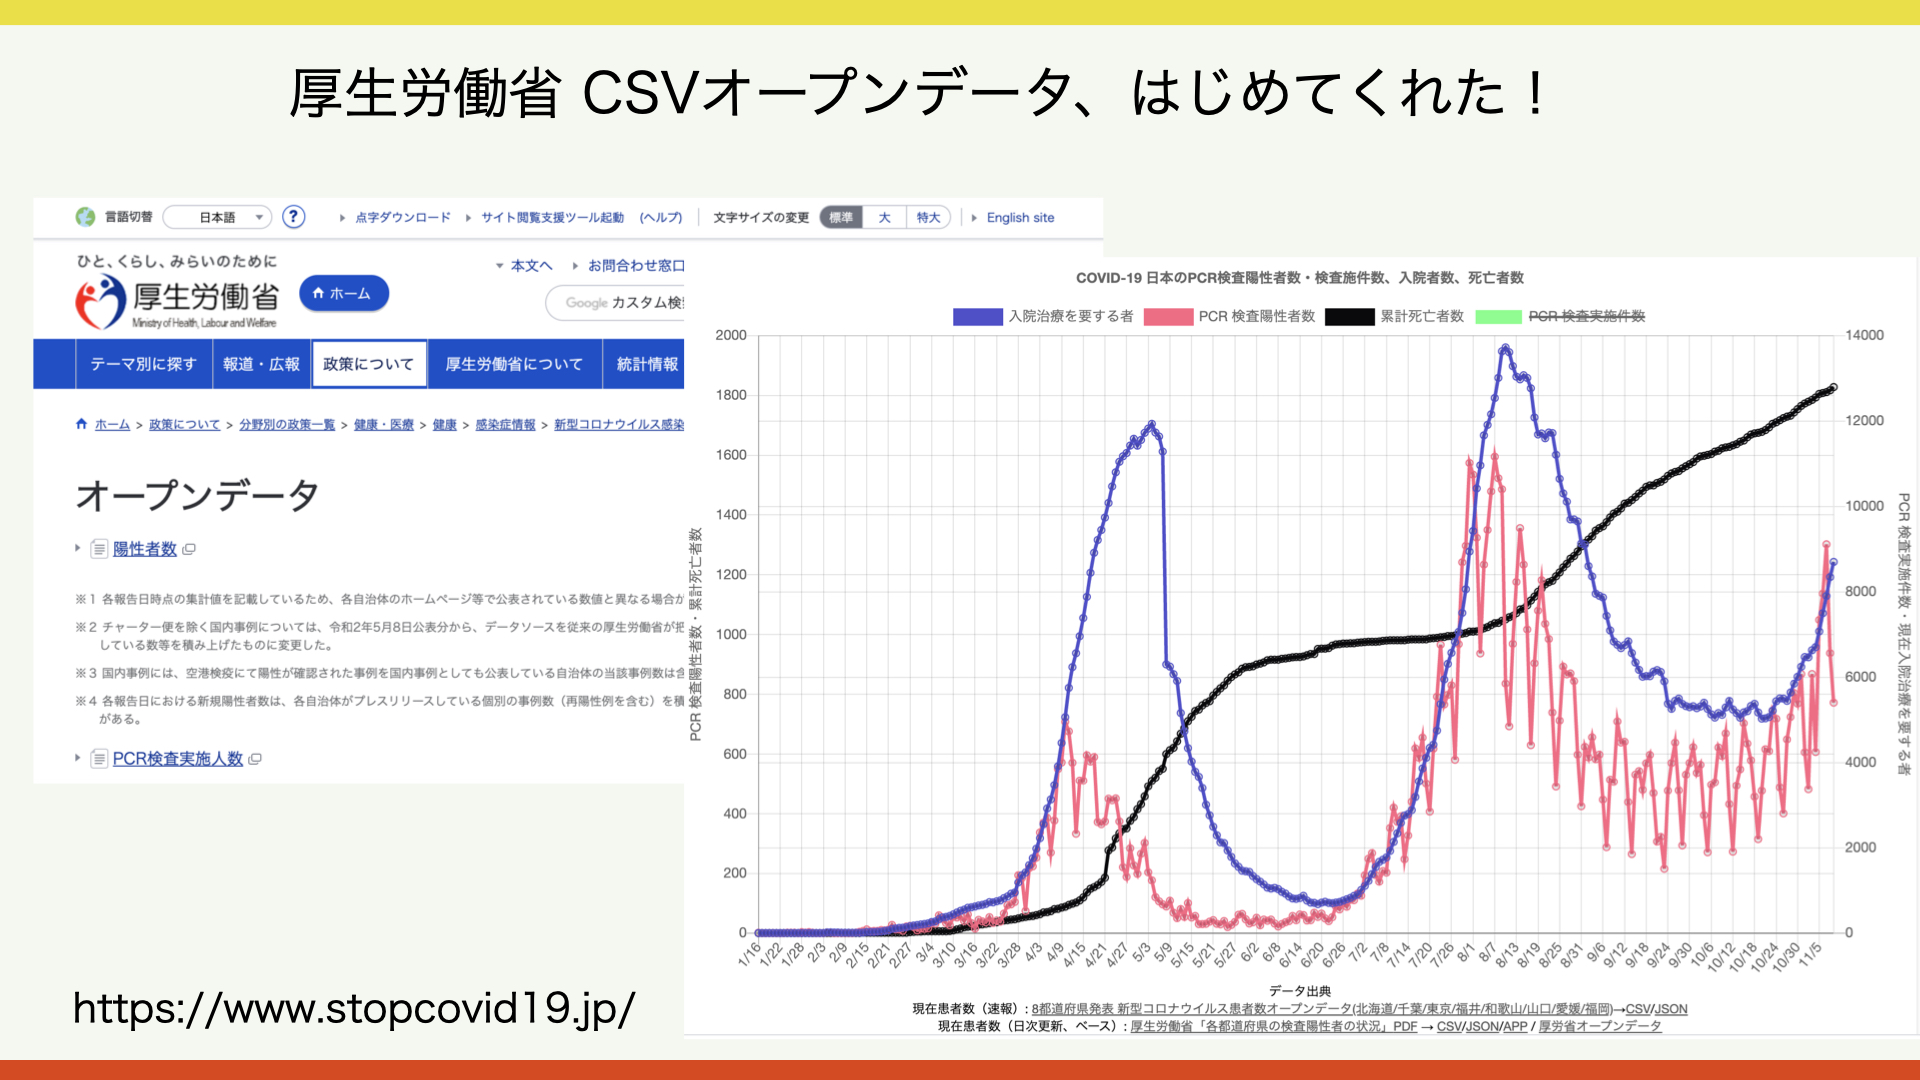 厚生労働省 CSVオープンデータ、はじめてくれた！
言語切替 日本語 ? 点字ダウンロード サイト閲覧支援ツール起動 (ヘルプ) 文字サイズの変更 標準 大 特大 English site
ひと、くらし、みらいのために
厚生労働省
Ministry of Health, Labour and Welfare
ホーム
本文へ お問合わせ窓口
Google カスタム検
テーマ別に探す 報道・広報 政策について 厚生労働省について 統計情報
ホーム > 政策について > 分野別の政策一覧 > 健康・医療 > 健康 > 感染症情報 > 新型コロナウイルス感染
オープンデータ
陽性者数
※1 各報告日時点の集計値を記載しているため、各自治体のホームページ等で公表されている数値と異なる場合が
※2 チャーター便を除く国内事例については、令和2年5月8日公表分から、データソースを従来の厚生労働省が把
している数等を積み上げたものに変更した。
※3 国内事例には、空港検疫にて陽性が確認された事例を国内事例としても公表している自治体の当該事例数は含
※4 各報告日における新規陽性者数は、各自治体がプレスリリースしている個別の事例数（再陽性例を含む）を積
がある。
PCR検査実施人数
COVID-19 日本のPCR検査陽性者数・検査施件数、入院者数、死亡者数
入院治療を要する者 PCR 検査陽性者数 累計死亡者数 PCR 検査実施件数
PCR 検査陽性者数・累計死亡者数
2000
1800
1600
1400
1200
1000
800
600
400
200
0
14000
12000
10000
8000
6000
4000
2000
0
PCR 検査実施件数・現在入院治療を要する者
1/16 1/22 1/28 2/3 2/9 2/15 2/21 2/27 3/4 3/10 3/16 3/22 3/28 4/3 4/9 4/15 4/21 4/27 5/3 5/9 5/15 5/21 5/27 6/2 6/8 6/14 6/20 6/26 7/2 7/8 7/14 7/20 7/26 8/1 8/7 8/13 8/19 8/25 8/31 9/6 9/12 9/18 9/24 9/30 10/6 10/12 10/18 10/24 10/30 11/5
データ出典
現在患者数（速報）: 8都道府県発表 新型コロナウイルス患者数オープンデータ(北海道/千葉/東京/福井/和歌山/山口/愛媛/福岡)→CSV/JSON
現在患者数（日次更新、ベース）: 厚生労働省「各都道府県の検査陽性者の状況」PDF → CSV/JSON/APP / 厚労省オープンデータ
https://www.stopcovid19.jp/